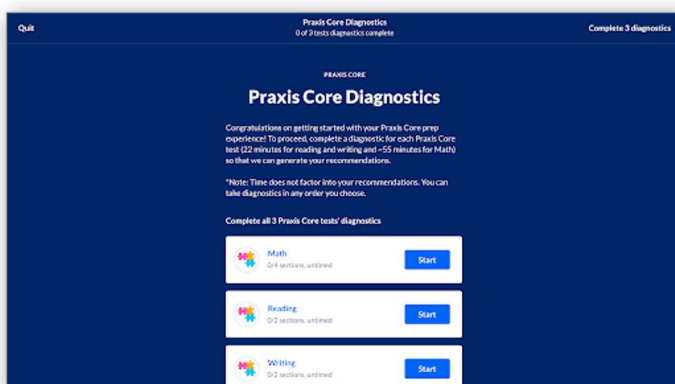 Quit
Praxis Core Diagnostics
0 of 3 tests diagnostics complete
Complete 3 diagnostics
PRAXIS CORE
Praxis Core Diagnostics
Congratulations on getting started with your Praxis Core prep
experience! To proceed, complete a diagnostic for each Praxis Core
test (22 minutes for reading and writing and ~55 minutes for Math)
so that we can generate your recommendations.
*Note: Time does not factor into your recommendations. You can
take diagnostics in any order you choose.
Complete all 3 Praxis Core tests' diagnostics
Math
0/4 sections, untimed
Start
Reading
0/2 sections, untimed
Start
Writing
0/2 sections, untimed
Start